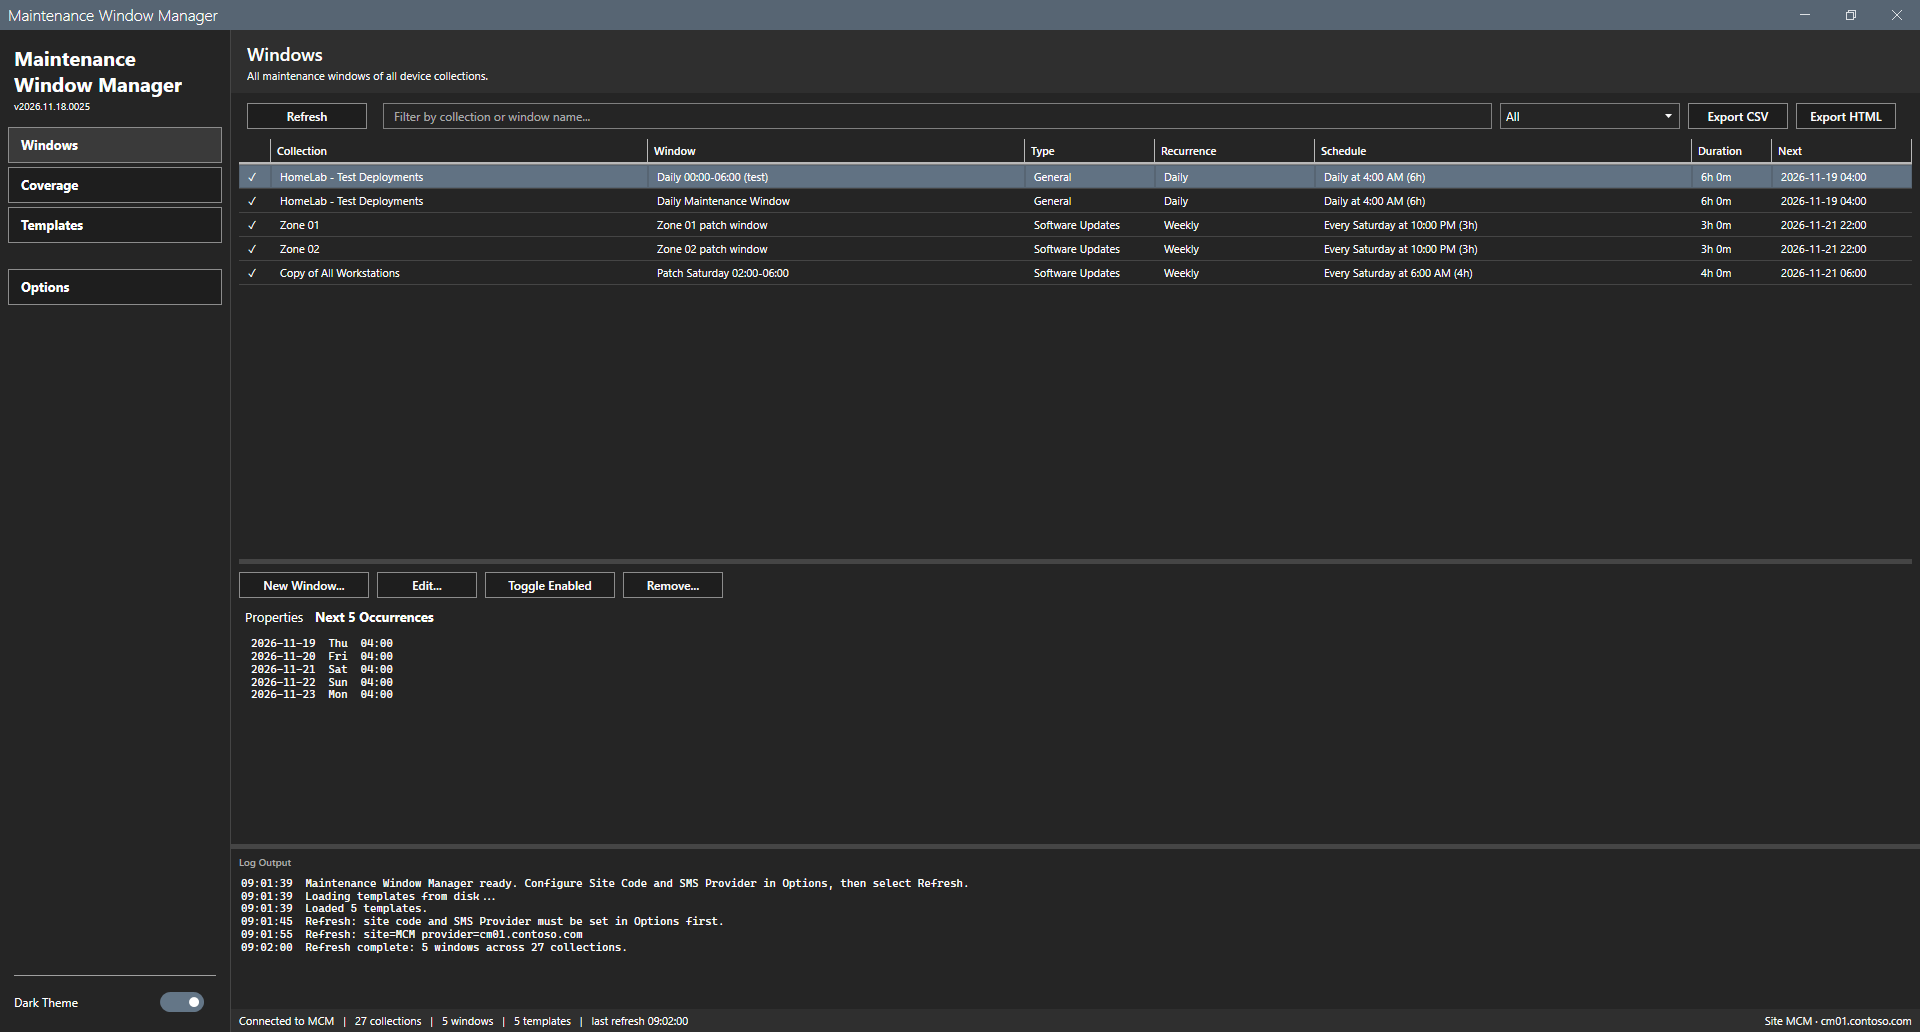 Maintenance Window Manager
Maintenance
Window Manager
v2026.11.18.0025
Windows
Coverage
Templates
Options
Dark Theme
Windows
All maintenance windows of all device collections.
Refresh
Filter by collection or window name...
All
Export CSV
Export HTML
Collection Window Type Recurrence Schedule Duration Next
✓ HomeLab - Test Deployments Daily 00:00-06:00 (test) General Daily Daily at 4:00 AM (6h) 6h 0m 2026-11-19 04:00
✓ HomeLab - Test Deployments Daily Maintenance Window General Daily Daily at 4:00 AM (6h) 6h 0m 2026-11-19 04:00
✓ Zone 01 Zone 01 patch window Software Updates Weekly Every Saturday at 10:00 PM (3h) 3h 0m 2026-11-21 22:00
✓ Zone 02 Zone 02 patch window Software Updates Weekly Every Saturday at 10:00 PM (3h) 3h 0m 2026-11-21 22:00
✓ Copy of All Workstations Patch Saturday 02:00-06:00 Software Updates Weekly Every Saturday at 6:00 AM (4h) 4h 0m 2026-11-21 06:00
New Window... Edit... Toggle Enabled Remove...
Properties Next 5 Occurrences
2026-11-19 Thu 04:00
2026-11-20 Fri 04:00
2026-11-21 Sat 04:00
2026-11-22 Sun 04:00
2026-11-23 Mon 04:00
Log Output
09:01:39 Maintenance Window Manager ready. Configure Site Code and SMS Provider in Options, then select Refresh.
09:01:39 Loading templates from disk...
09:01:39 Loaded 5 templates.
09:01:45 Refresh: site code and SMS Provider must be set in Options first.
09:01:55 Refresh: site=MCM provider=cm01.contoso.com
09:02:00 Refresh complete: 5 windows across 27 collections.
Connected to MCM | 27 collections | 5 windows | 5 templates | last refresh 09:02:00
Site MCM · cm01.contoso.com